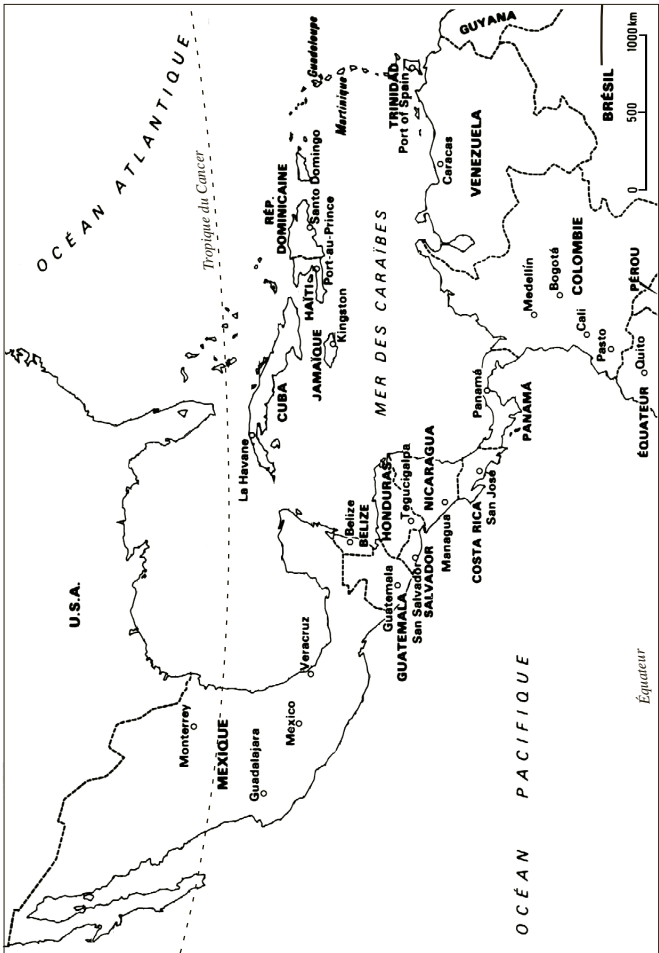 OCÉAN ATLANTIQUE
Tropique du Cancer
U.S.A.
Monterrey
MEXIQUE
Guadalajara
Mexico
Veracruz
La Havane
CUBA
JAMAÏQUE
Kingston
HAÏTI
Port-au-Prince
RÉP.
DOMINICAINE
Santo Domingo
Guadeloupe
Martinique
MER DES CARAÏBES
Belize
BELIZE
Guatemala
GUATEMALA
San Salvador
SALVADOR
HONDURAS
Tegucigalpa
NICARAGUA
Managua
COSTA RICA
San José
Panamá
PANAMÁ
TRINIDAD
Port of Spain
Caracas
VENEZUELA
GUYANA
BRÉSIL
Medellín
Bogotá
COLOMBIE
Cali
Pasto
Quito
ÉQUATEUR
PÉROU
OCÉAN PACIFIQUE
Équateur
0 500 1000 km